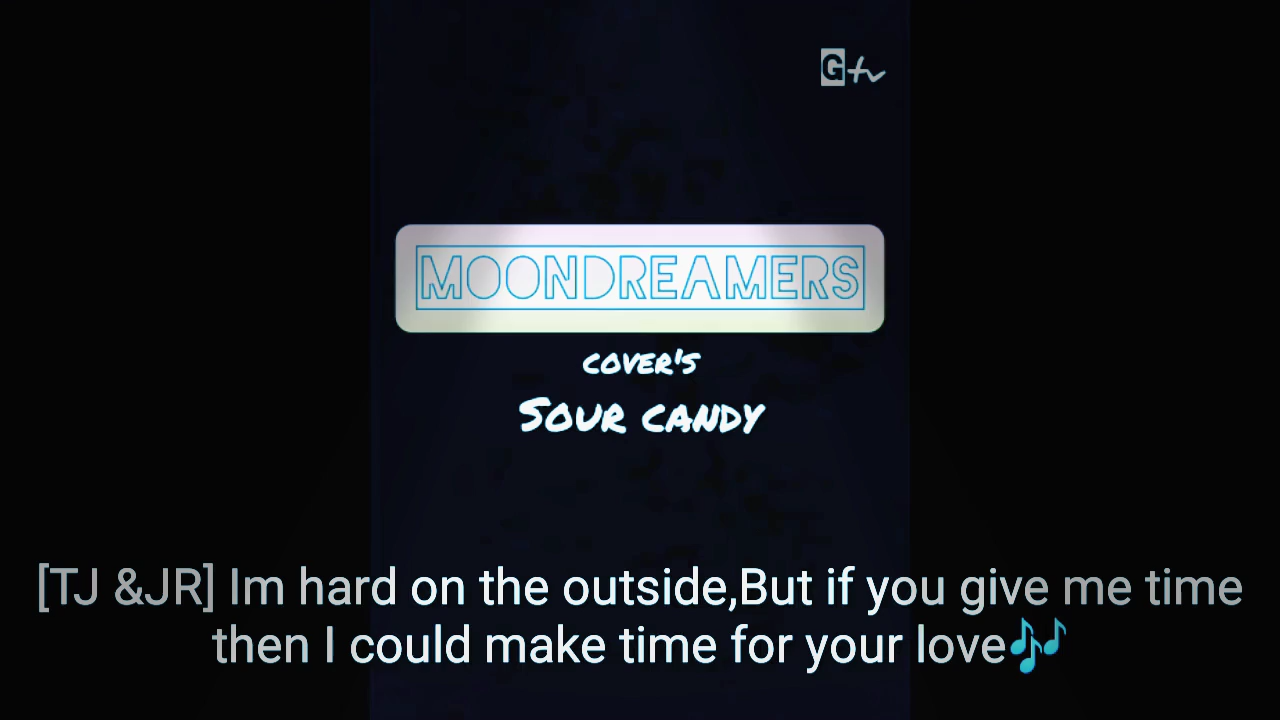 Gtv
MOONDREAMERS
COVER'S
SOUR CANDY
[TJ &JR] Im hard on the outside,But if you give me time
then I could make time for your love🎶